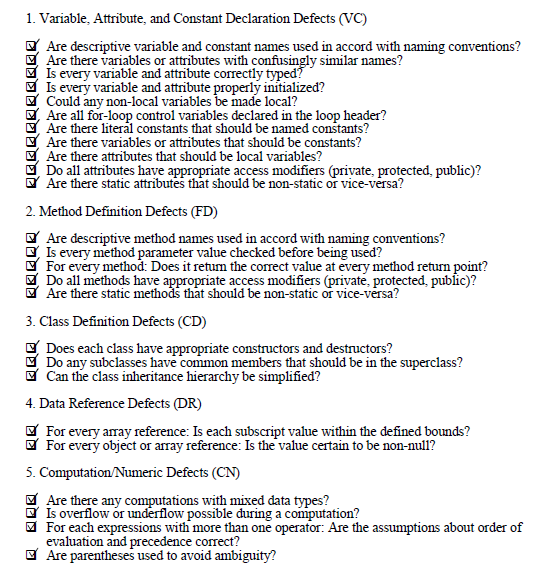 1. Variable, Attribute, and Constant Declaration Defects (VC)
Are descriptive variable and constant names used in accord with naming conventions?
Are there variables or attributes with confusingly similar names?
Is every variable and attribute correctly typed?
Is every variable and attribute properly initialized?
Could any non-local variables be made local?
Are all for-loop control variables declared in the loop header?
Are there literal constants that should be named constants?
Are there variables or attributes that should be constants?
Are there attributes that should be local variables?
Do all attributes have appropriate access modifiers (private, protected, public)?
Are there static attributes that should be non-static or vice-versa?
2. Method Definition Defects (FD)
Are descriptive method names used in accord with naming conventions?
Is every method parameter value checked before being used?
For every method: Does it return the correct value at every method return point?
Do all methods have appropriate access modifiers (private, protected, public)?
Are there static methods that should be non-static or vice-versa?
3. Class Definition Defects (CD)
Does each class have appropriate constructors and destructors?
Do any subclasses have common members that should be in the superclass?
Can the class inheritance hierarchy be simplified?
4. Data Reference Defects (DR)
For every array reference: Is each subscript value within the defined bounds?
For every object or array reference: Is the value certain to be non-null?
5. Computation/Numeric Defects (CN)
Are there any computations with mixed data types?
Is overflow or underflow possible during a computation?
For each expressions with more than one operator: Are the assumptions about order of
evaluation and precedence correct?
Are parentheses used to avoid ambiguity?